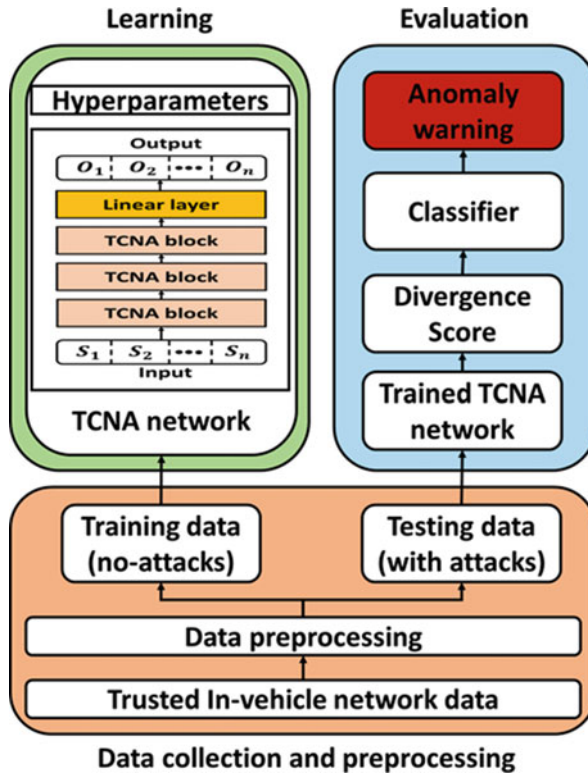 Learning
Evaluation
Hyperparameters
Output
O₁ O₂ ••• Oₙ
Linear layer
TCNA block
TCNA block
TCNA block
S₁ S₂ ••• Sₙ
Input
TCNA network
Anomaly
warning
Classifier
Divergence
Score
Trained TCNA
network
Training data
(no-attacks)
Testing data
(with attacks)
Data preprocessing
Trusted In-vehicle network data
Data collection and preprocessing